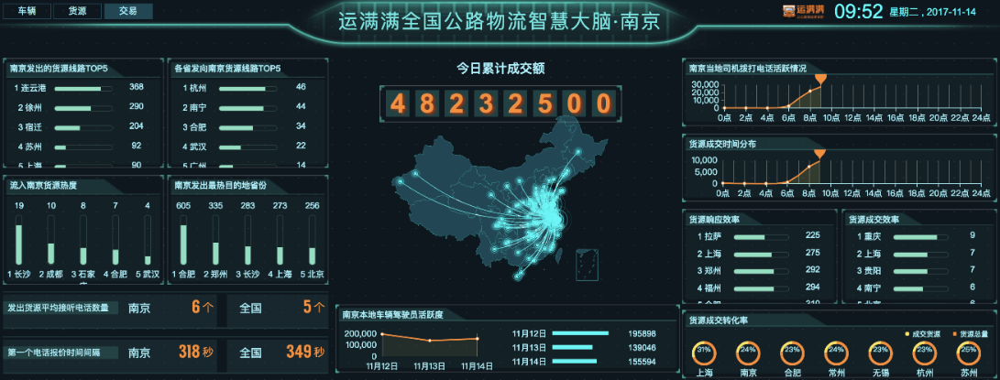 车辆 货源 交易
运满满全国公路物流智慧大脑·南京
运满满
09:52 星期二 , 2017-11-14
南京发出的货源线路TOP5
1 连云港 368
2 徐州 290
3 宿迁 204
4 苏州 92
5 上海 90
各省发向南京货源线路TOP5
1 杭州 46
2 南宁 44
3 合肥 34
4 武汉 22
5 广州 14
流入南京货源热度
19 10 8 7 4
1 长沙 2 成都 3 石家 4 合肥 5 武汉
南京发出最热目的地省份
605 335 283 273 256
1 合肥 2 郑州 3 长沙 4 上海 5 北京
发出货源平均接听电话数量 南京 6个 全国 5个
第一个电话报价时间间隔 南京 318秒 全国 349秒
今日累计成交额
48232500
南京本地车辆驾驶员活跃度
200,000
100,000
0
11月12日 11月13日 11月14日
11月12日 195898
11月13日 139046
11月14日 155594
南京当地司机拨打电话活跃情况
30,000
20,000
10,000
0
0点 2点 4点 6点 8点 10点 12点 14点 16点 18点 20点 22点 24点
货源成交时间分布
10,000
5,000
0
0点 2点 4点 6点 8点 10点 12点 14点 16点 18点 20点 22点 24点
货源响应效率
1 拉萨 225
2 上海 275
3 郑州 292
4 福州 294
5 合肥 310
货源成交效率
1 重庆 9
2 上海 7
3 贵阳 7
4 南宁 6
5 北京 6
货源成交转化率
成交货源 货源总量
31% 24% 23% 24% 23% 23% 25%
上海 南京 合肥 常州 无锡 杭州 苏州